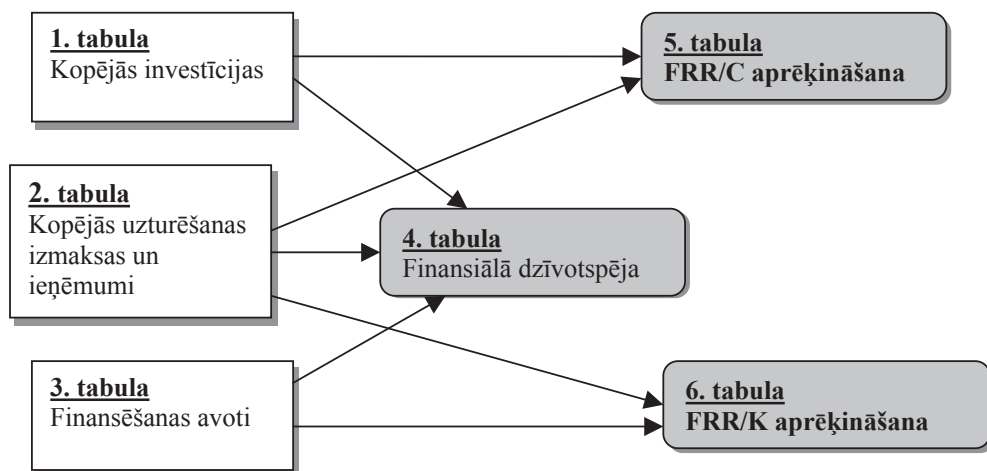 1. tabula
Kopējās investīcijas
5. tabula
FRR/C aprēķināšana
2. tabula
Kopējās uzturēšanas
izmaksas un
ieņēmumi
4. tabula
Finansiālā dzīvotspēja
3. tabula
Finansēšanas avoti
6. tabula
FRR/K aprēķināšana